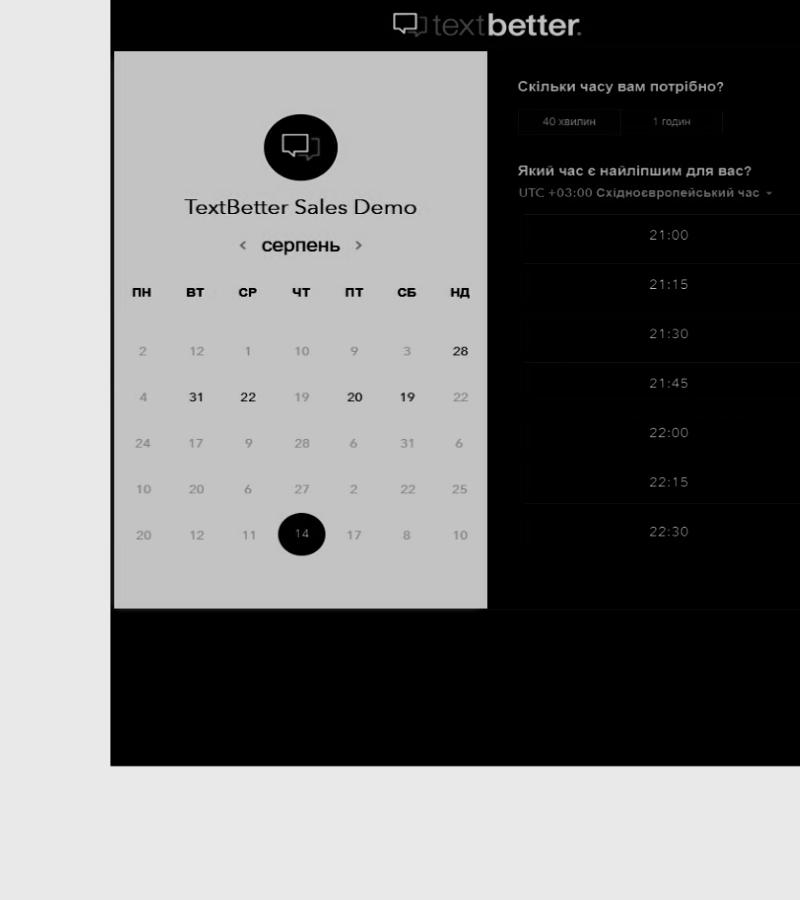 textbetter.
TextBetter Sales Demo
< серпень >
ПН ВТ СР ЧТ ПТ СБ НД
2 12 1 10 9 3 28
4 31 22 19 20 19 22
24 17 9 28 6 31 6
10 20 6 27 2 22 25
20 12 11 14 17 8 10
Скільки часу вам потрібно?
40 хвилин 1 годин
Який час є найліпшим для вас?
UTC +03:00 Східноєвропейський час
21:00
21:15
21:30
21:45
22:00
22:15
22:30